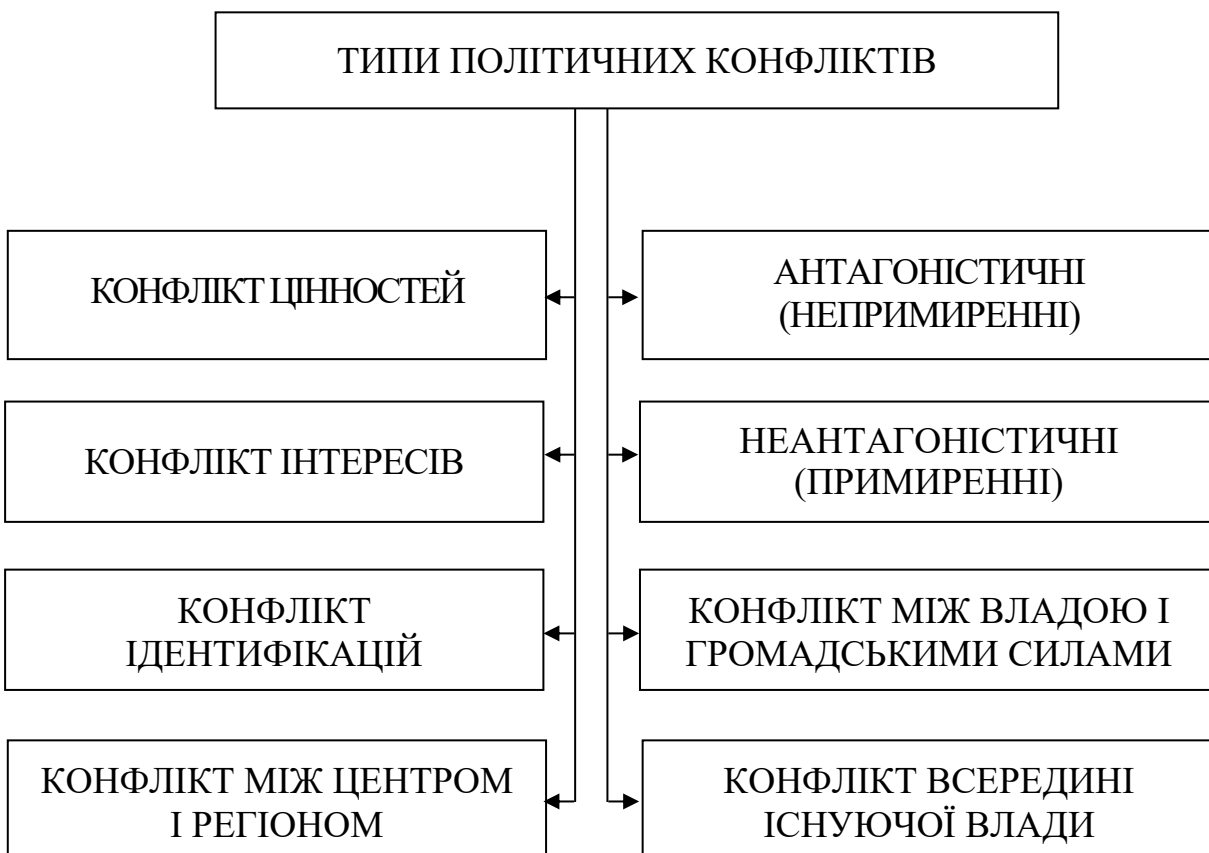 ТИПИ ПОЛІТИЧНИХ КОНФЛІКТІВ
КОНФЛІКТ ЦІННОСТЕЙ
АНТАГОНІСТИЧНІ
(НЕПРИМИРЕННІ)
КОНФЛІКТ ІНТЕРЕСІВ
НЕАНТАГОНІСТИЧНІ
(ПРИМИРЕННІ)
КОНФЛІКТ
ІДЕНТИФІКАЦІЙ
КОНФЛІКТ МІЖ ВЛАДОЮ І
ГРОМАДСЬКИМИ СИЛАМИ
КОНФЛІКТ МІЖ ЦЕНТРОМ
І РЕГІОНОМ
КОНФЛІКТ ВСЕРЕДИНІ
ІСНУЮЧОЇ ВЛАДИ